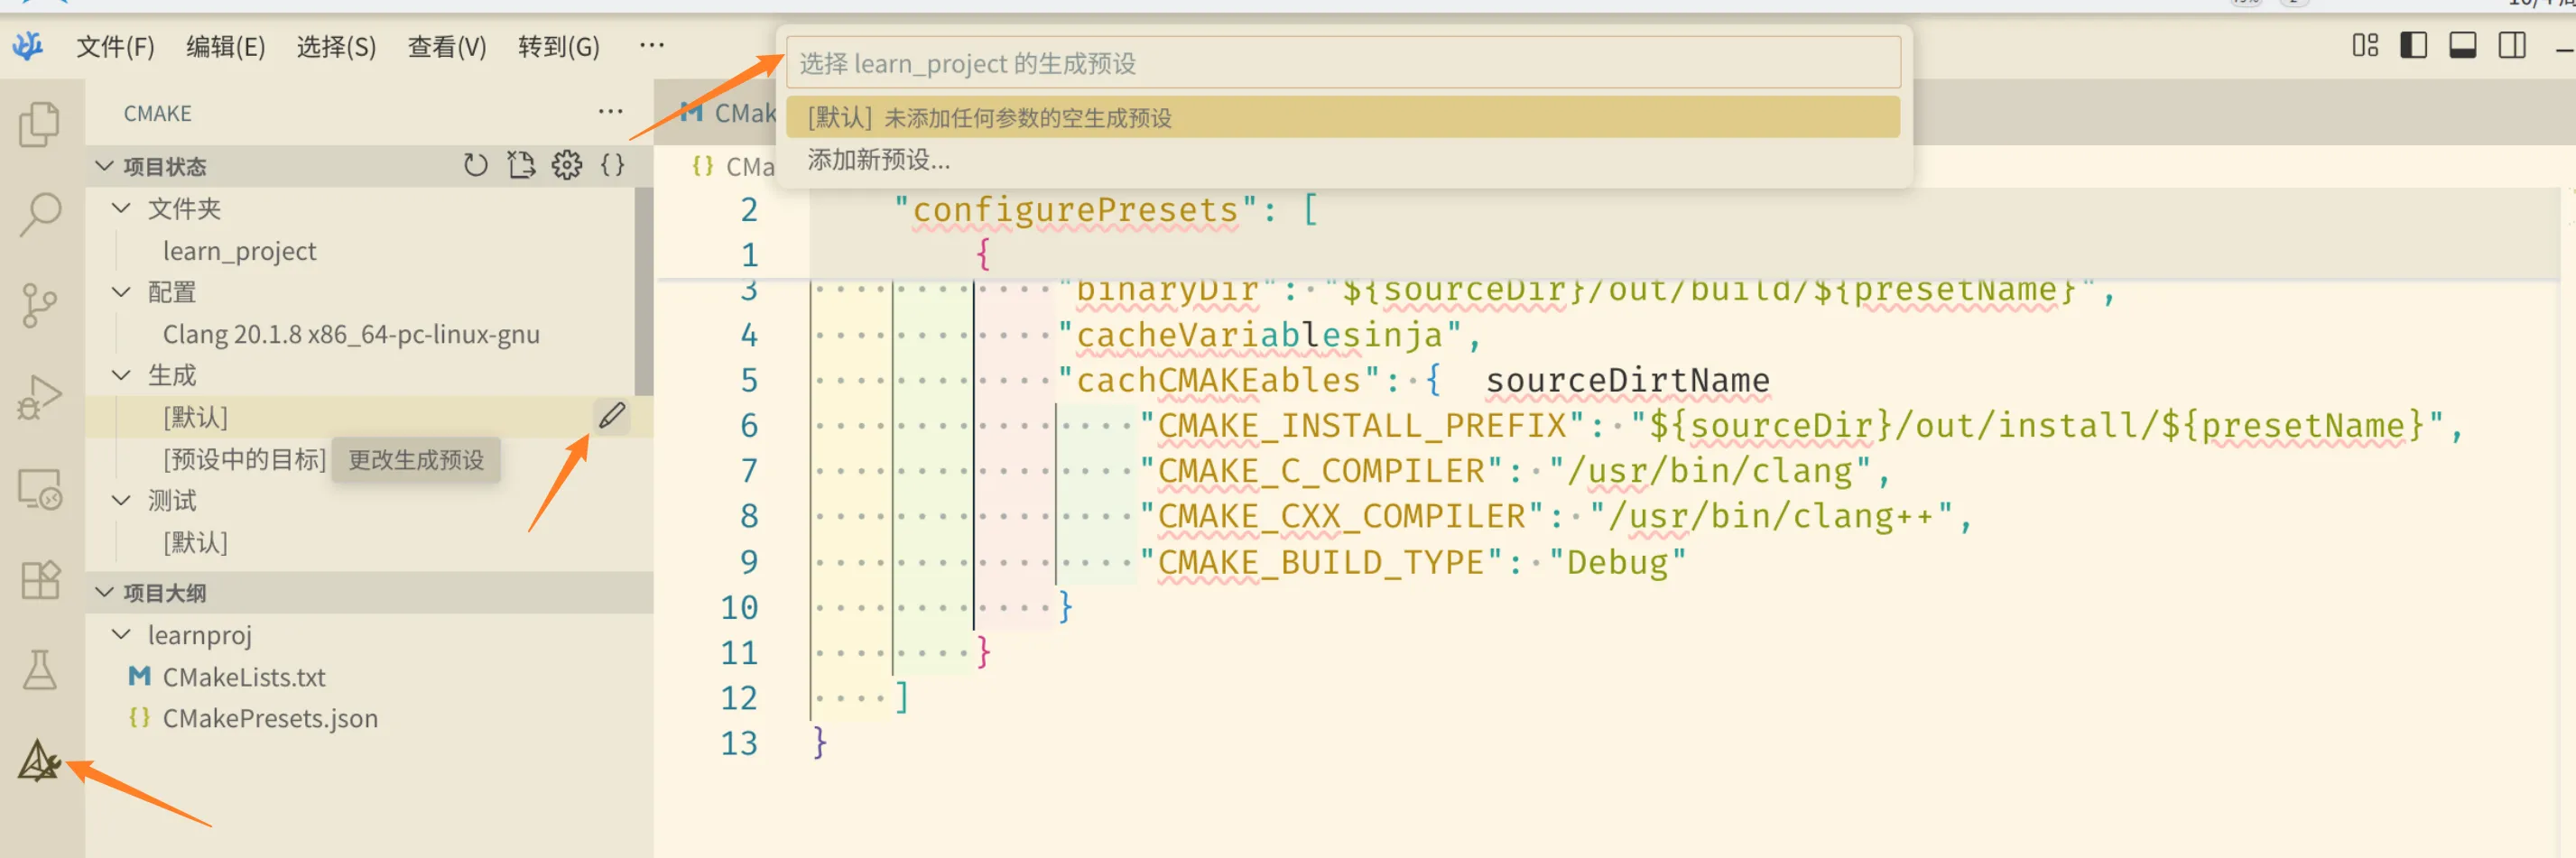 文件(F) 编辑(E) 选择(S) 查看(V) 转到(G) ···
选择 learn_project 的生成预设
[默认] 未添加任何参数的空生成预设
添加新预设...
CMAKE
项目状态
文件夹
learn_project
配置
Clang 20.1.8 x86_64-pc-linux-gnu
生成
[默认]
[预设中的目标]
更改生成预设
测试
[默认]
项目大纲
learnproj
CMakeLists.txt
CMakePresets.json
CMak
{} CMa
2 "configurePresets": [
1 {
3 "binaryDir": "${sourceDir}/out/build/${presetName}",
4 "cacheVariablesinja",
5 "cachCMAKEables": { sourceDirtName
6 "CMAKE_INSTALL_PREFIX": "${sourceDir}/out/install/${presetName}",
7 "CMAKE_C_COMPILER": "/usr/bin/clang",
8 "CMAKE_CXX_COMPILER": "/usr/bin/clang++",
9 "CMAKE_BUILD_TYPE": "Debug"
10 }
11 }
12 ]
13 }